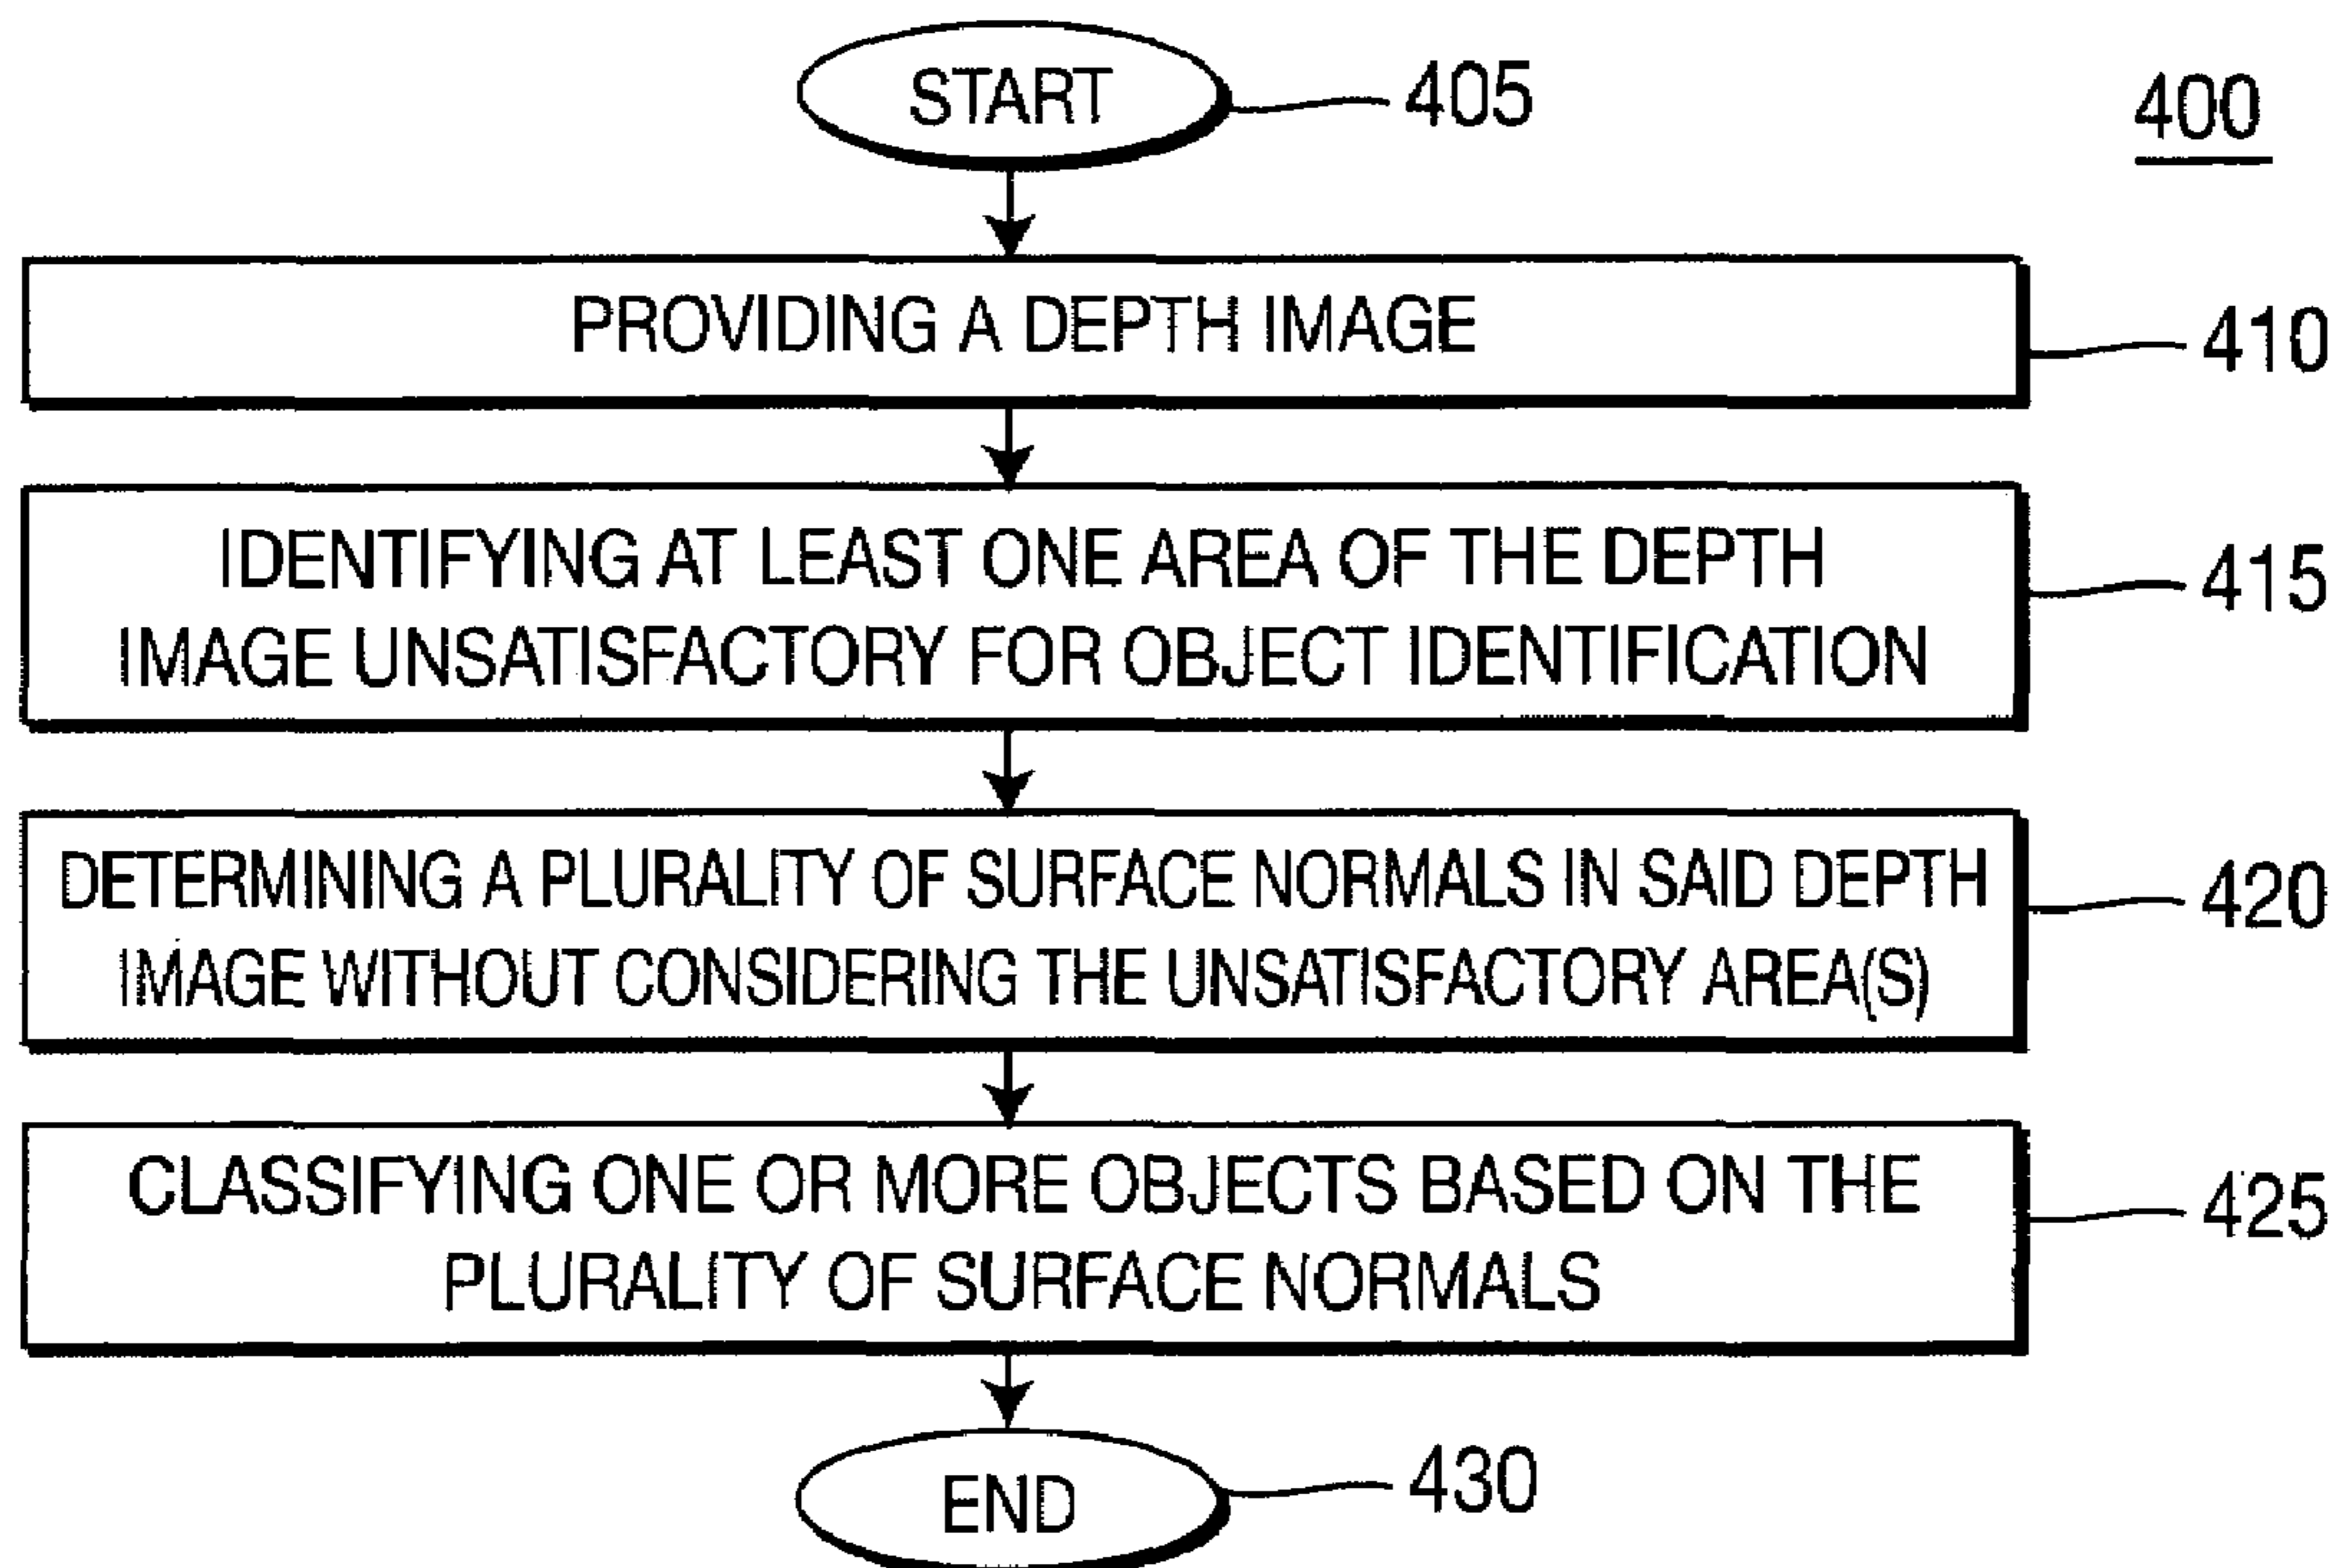 START
405
400
PROVIDING A DEPTH IMAGE
410
IDENTIFYING AT LEAST ONE AREA OF THE DEPTH
IMAGE UNSATISFACTORY FOR OBJECT IDENTIFICATION
415
DETERMINING A PLURALITY OF SURFACE NORMALS IN SAID DEPTH
IMAGE WITHOUT CONSIDERING THE UNSATISFACTORY AREA(S)
420
CLASSIFYING ONE OR MORE OBJECTS BASED ON THE
PLURALITY OF SURFACE NORMALS
425
END
430